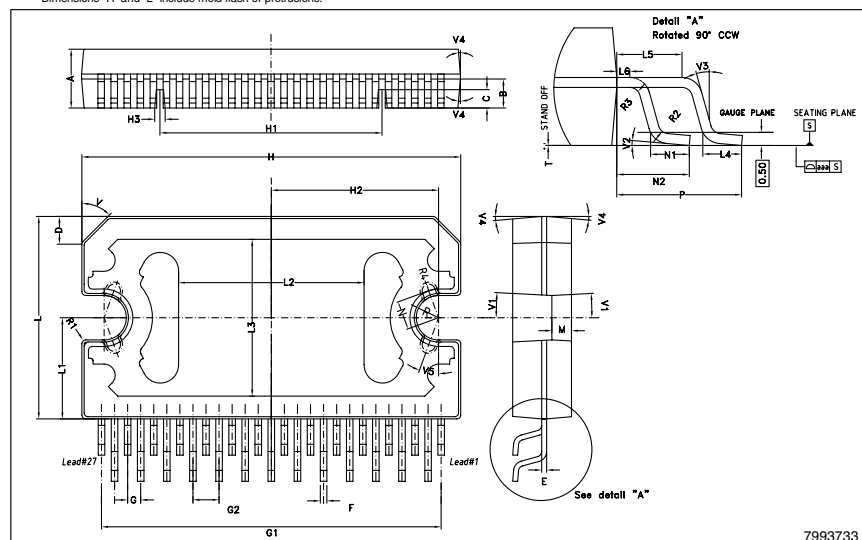 Dimensions "H" and "L" include mold flash or protrusions.
Detail "A"
Rotated 90° CCW
L5
V4
L6
V3
A
C
B
R3
R2
GAUGE PLANE
SEATING PLANE
S
STAND OFF
T
V2
N1
L4
0.50
aaa S
N2
P
V4
H3
H1
H
H2
V
D
V4
V4
R4
L2
N
R
V1
V1
L
L3
M
R1
L1
V5
Lead#27
Lead#1
G
G2
F
G1
E
See detail "A"
7993733